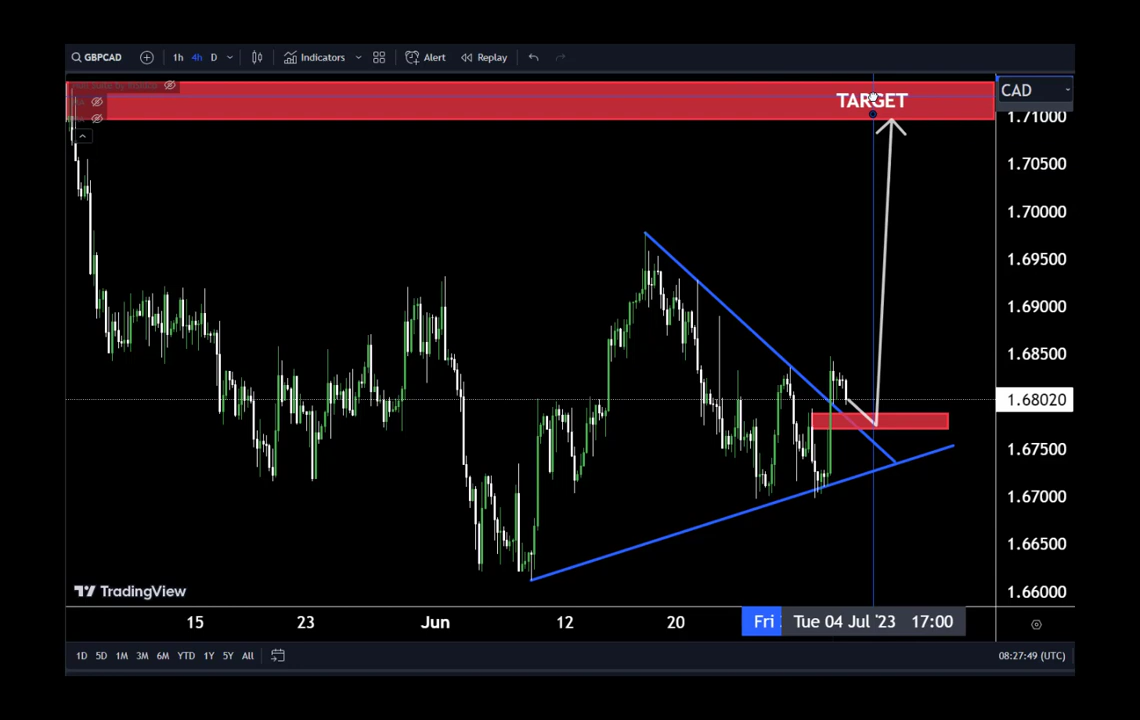 GBPCAD 1h 4h D Indicators Alert Replay
TARGET
CAD
1.71000
1.70500
1.70000
1.69500
1.69000
1.68500
1.68020
1.67500
1.67000
1.66500
1.66000
TradingView
15 23 Jun 12 20 Fri Tue 04 Jul '23 17:00
1D 5D 1M 3M 6M YTD 1Y 5Y All 08:27:49 (UTC)